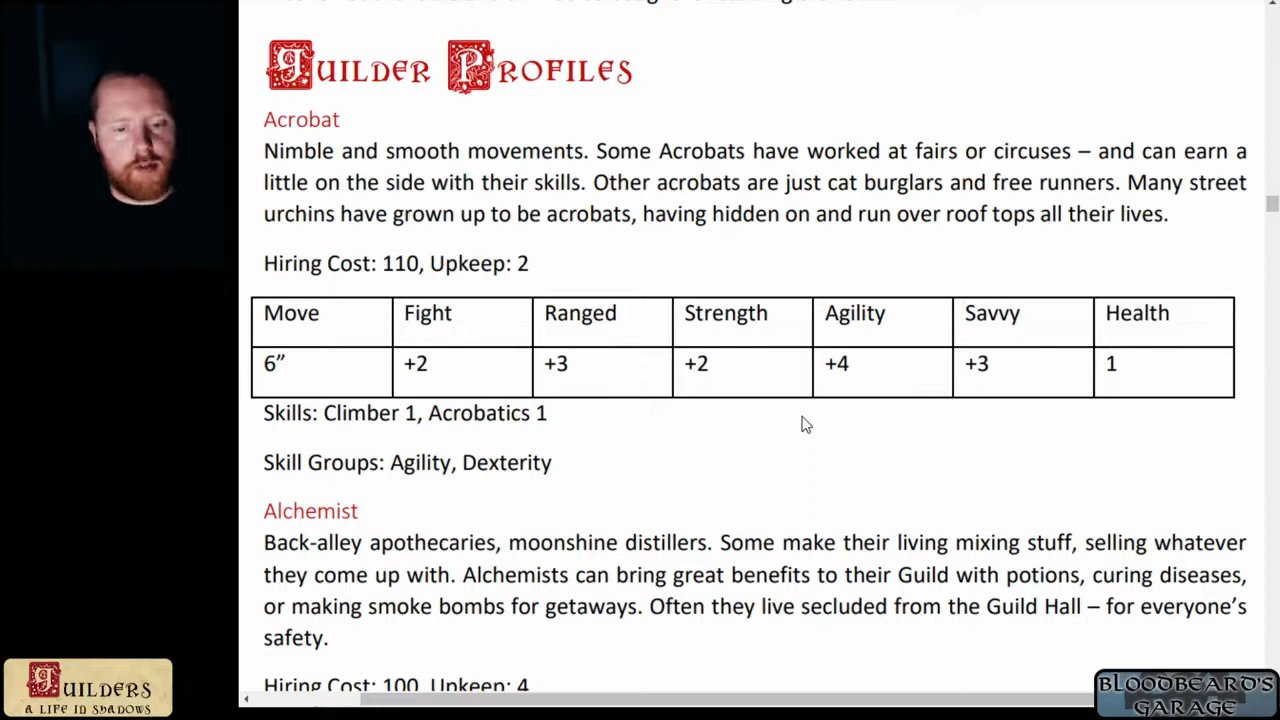 GUILDER PROFILES
Acrobat
Nimble and smooth movements. Some Acrobats have worked at fairs or circuses – and can earn a
little on the side with their skills. Other acrobats are just cat burglars and free runners. Many street
urchins have grown up to be acrobats, having hidden on and run over roof tops all their lives.
Hiring Cost: 110, Upkeep: 2
Move Fight Ranged Strength Agility Savvy Health
6” +2 +3 +2 +4 +3 1
Skills: Climber 1, Acrobatics 1
Skill Groups: Agility, Dexterity
Alchemist
Back-alley apothecaries, moonshine distillers. Some make their living mixing stuff, selling whatever
they come up with. Alchemists can bring great benefits to their Guild with potions, curing diseases,
or making smoke bombs for getaways. Often they live secluded from the Guild Hall – for everyone’s
safety.
Hiring Cost: 100, Upkeep: 4
GUILDERS
A LIFE IN SHADOWS
BLOODBEARD'S
GARAGE